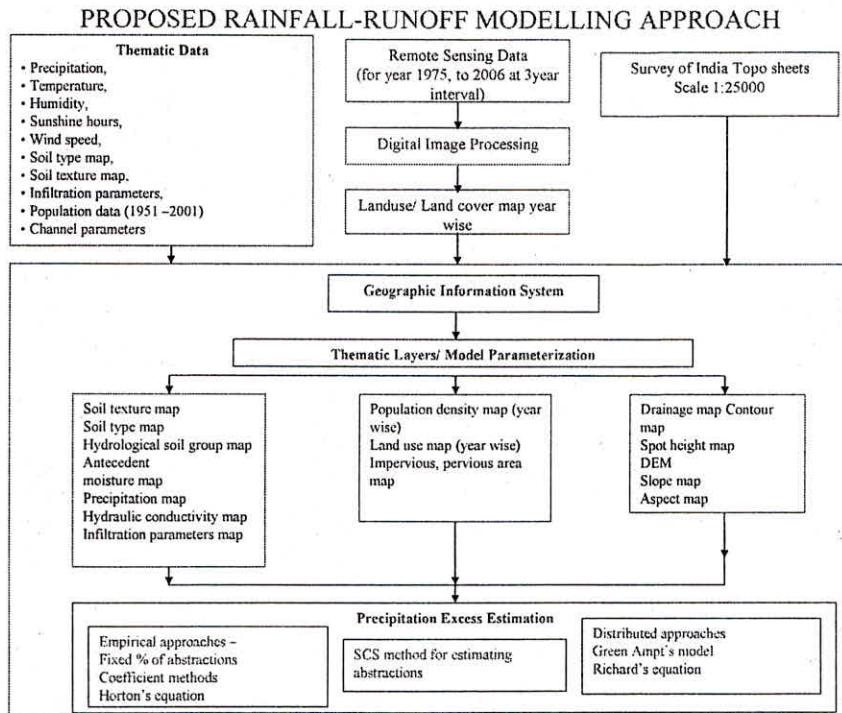 PROPOSED RAINFALL-RUNOFF MODELLING APPROACH
Thematic Data
• Precipitation,
• Temperature,
• Humidity,
• Sunshine hours,
• Wind speed,
• Soil type map,
• Soil texture map,
• Infiltration parameters,
• Population data (1951 –2001)
• Channel parameters
Remote Sensing Data
(for year 1975, to 2006 at 3year
interval)
Digital Image Processing
Landuse/ Land cover map year
wise
Survey of India Topo sheets
Scale 1:25000
Geographic Information System
Thematic Layers/ Model Parameterization
Soil texture map
Soil type map
Hydrological soil group map
Antecedent
moisture map
Precipitation map
Hydraulic conductivity map
Infiltration parameters map
Population density map (year
wise)
Land use map (year wise)
Impervious, pervious area
map
Drainage map Contour
map
Spot height map
DEM
Slope map
Aspect map
Precipitation Excess Estimation
Empirical approaches –
Fixed % of abstractions
Coefficient methods
Horton's equation
SCS method for estimating
abstractions
Distributed approaches
Green Ampt's model
Richard's equation